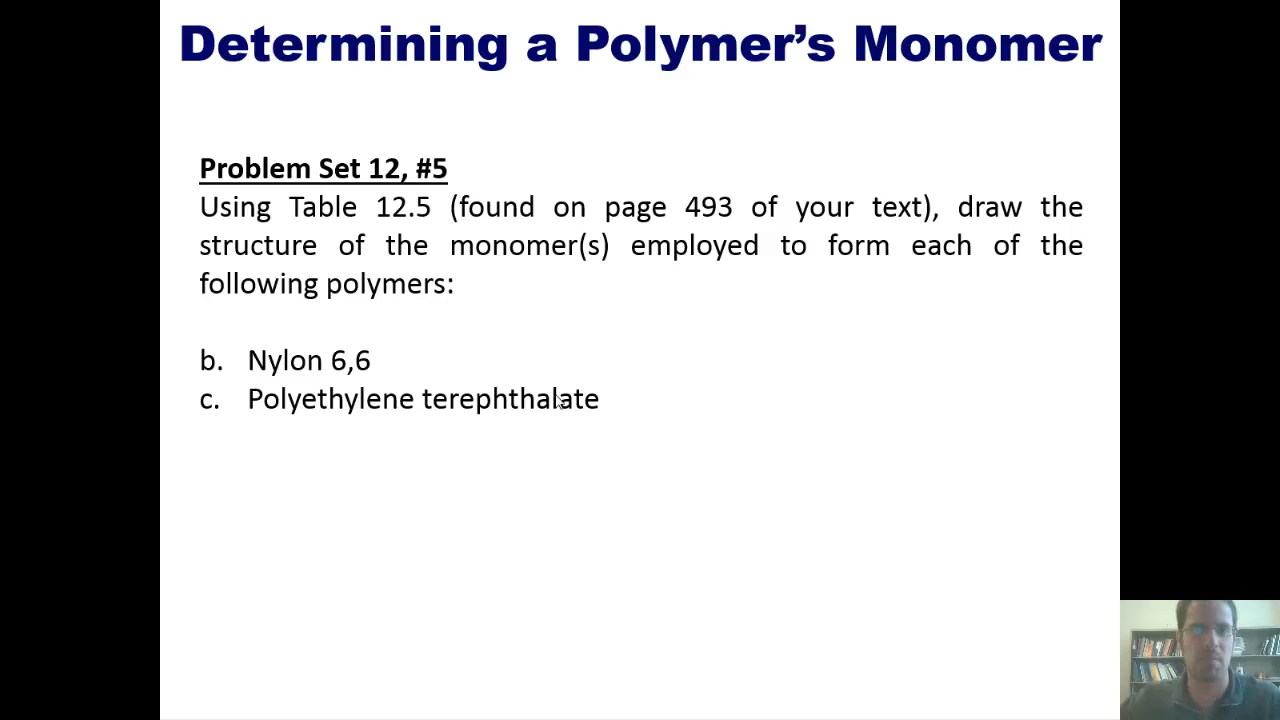 Determining a Polymer’s Monomer
Problem Set 12, #5
Using Table 12.5 (found on page 493 of your text), draw the
structure of the monomer(s) employed to form each of the
following polymers:
b. Nylon 6,6
c. Polyethylene terephthalate